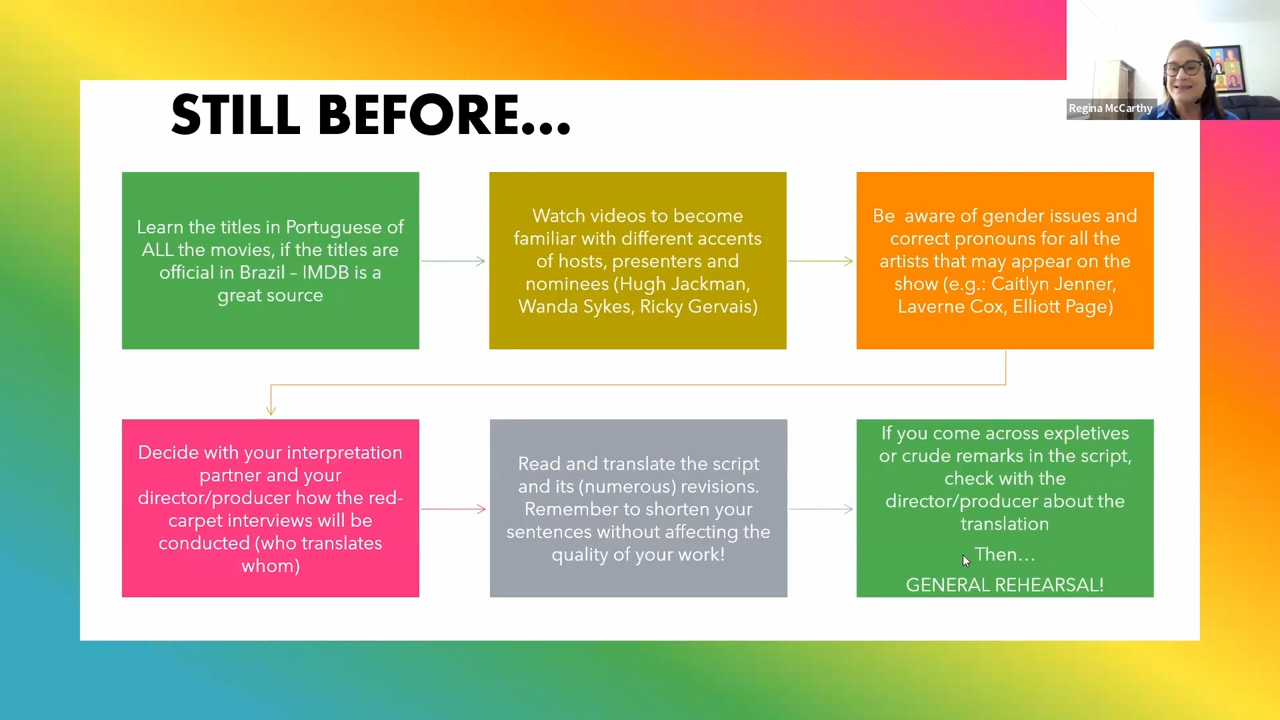 STILL BEFORE...
Regina McCarthy
Learn the titles in Portuguese of
ALL the movies, if the titles are
official in Brazil – IMDB is a
great source
Watch videos to become
familiar with different accents
of hosts, presenters and
nominees (Hugh Jackman,
Wanda Sykes, Ricky Gervais)
Be  aware of gender issues and
correct pronouns for all the
artists that may appear on the
show (e.g.: Caitlyn Jenner,
Laverne Cox, Elliott Page)
Decide with your interpretation
partner and your
director/producer how the red-
carpet interviews will be
conducted (who translates
whom)
Read and translate the script
and its (numerous) revisions.
Remember to shorten your
sentences without affecting the
quality of your work!
If you come across expletives
or crude remarks in the script,
check with the
director/producer about the
translation
Then...
GENERAL REHEARSAL!